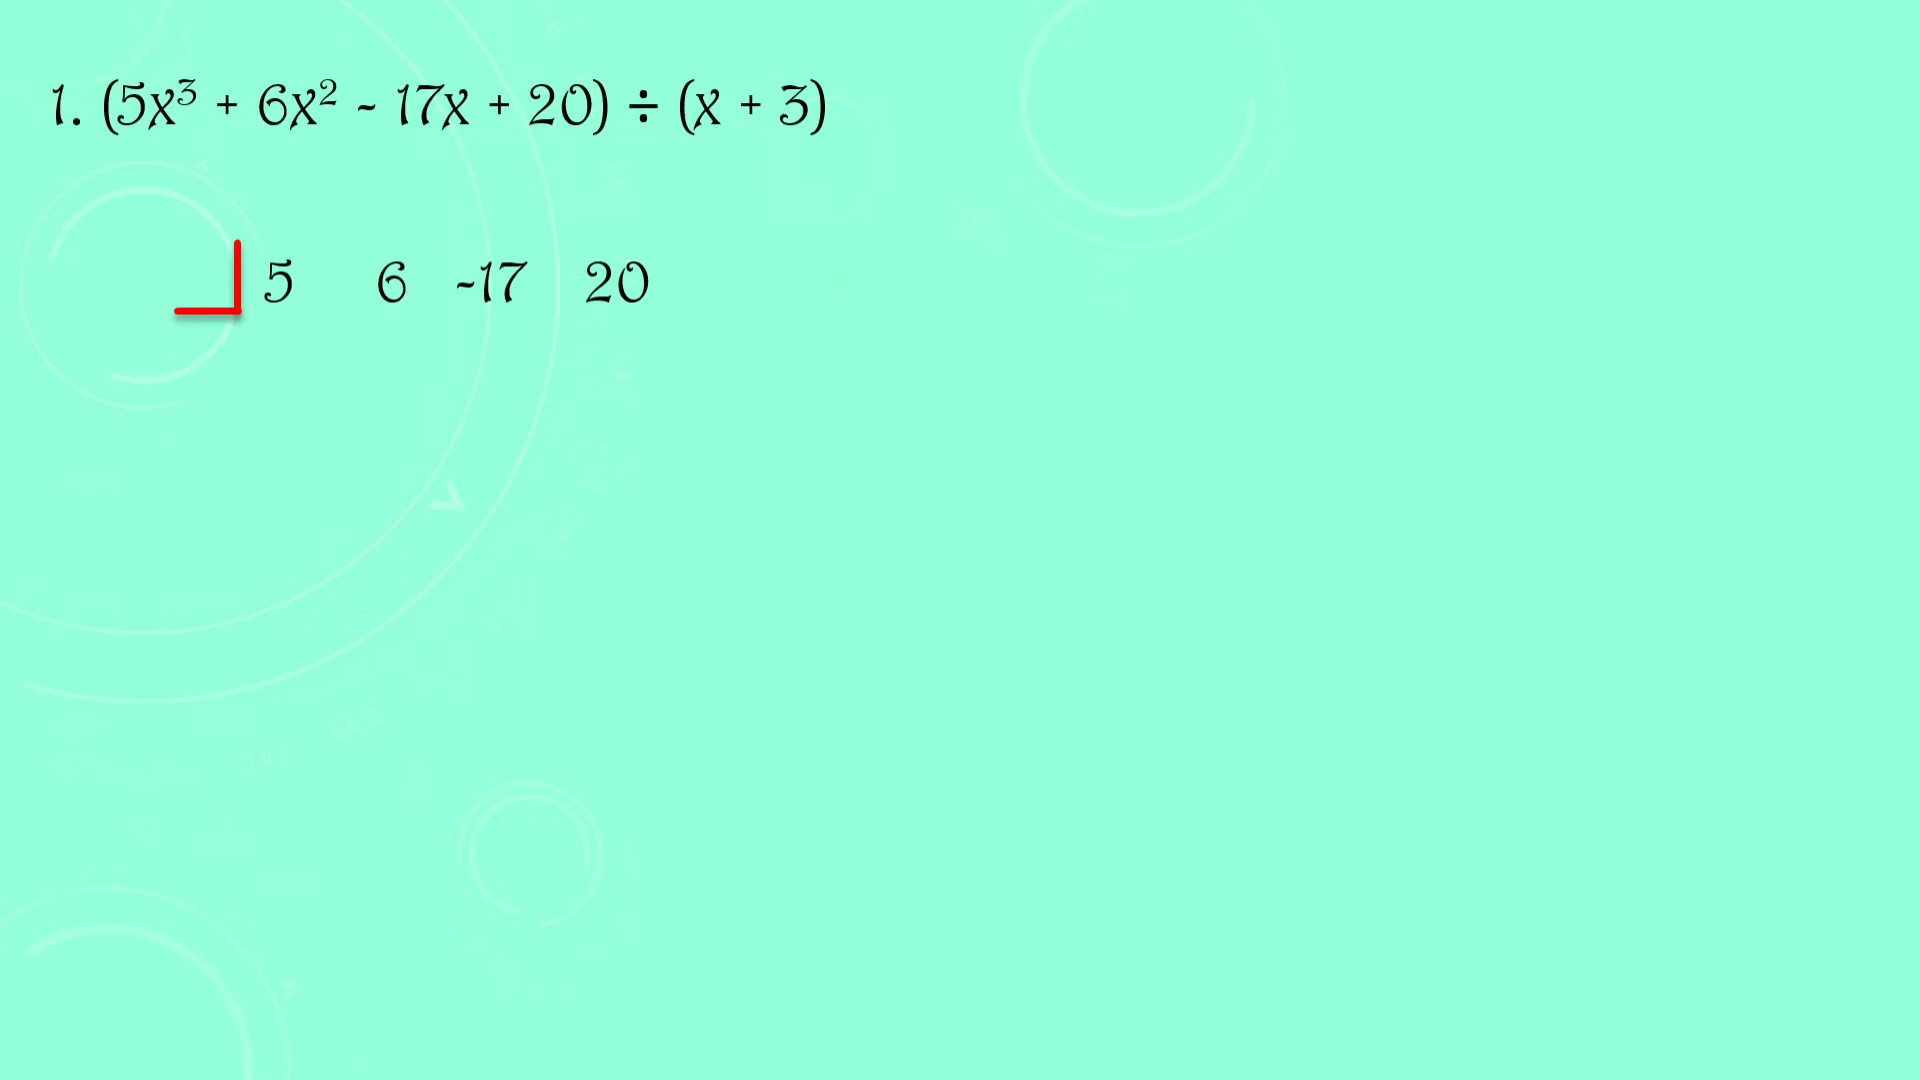 1. (5x³ + 6x² - 17x + 20) ÷ (x + 3)
5 6 -17 20